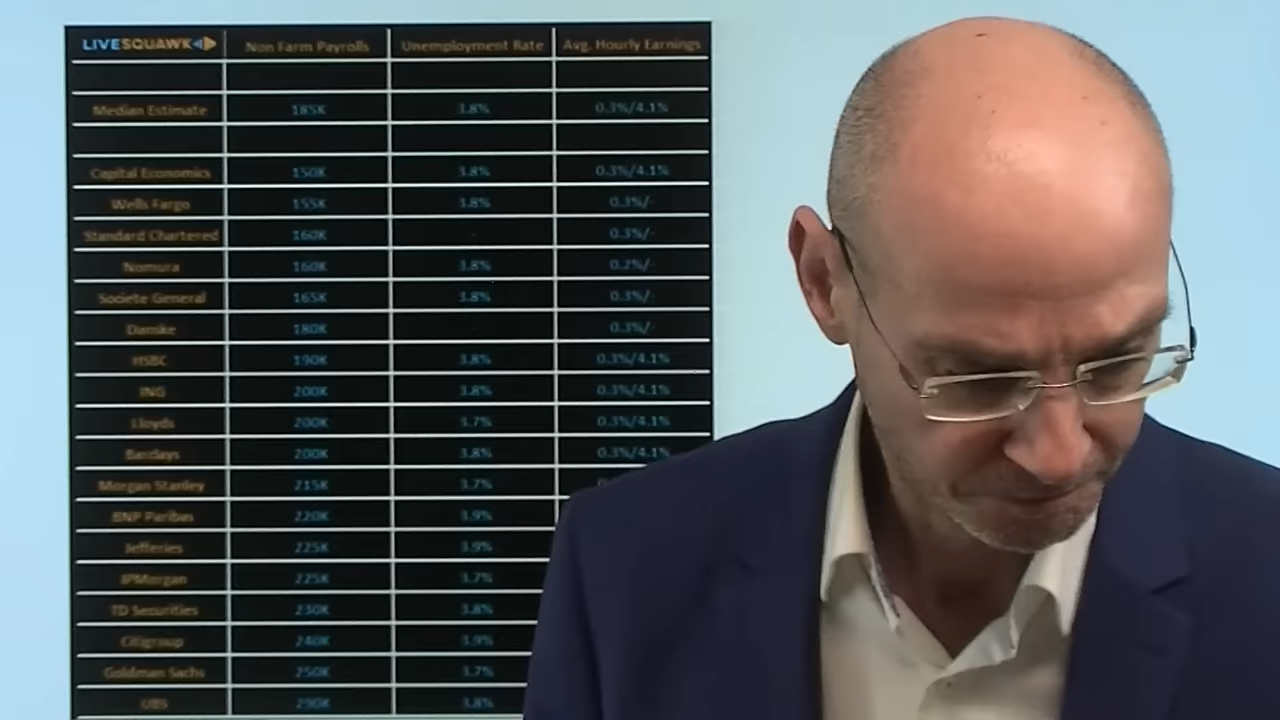 LIVESQUAWK Non Farm Payrolls Unemployment Rate Avg. Hourly Earnings
Median Estimate 185K 3.8% 0.3%/4.1%
Capital Economics 150K 3.8% 0.3%/4.1%
Wells Fargo 155K 3.8% 0.3%/-
Standard Chartered 160K - 0.3%/-
Nomura 160K 3.8% 0.2%/-
Societe General 165K 3.8% 0.3%/-
Danske 180K 0.3%/-
HSBC 190K 3.8% 0.3%/4.1%
ING 200K 3.8% 0.3%/4.1%
Lloyds 200K 3.7% 0.3%/4.1%
Barclays 200K 3.8% 0.3%/4.1%
Morgan Stanley 215K 3.7%
BNP Paribas 220K 3.9%
Jefferies 225K 3.9%
JPMorgan 225K 3.7%
TD Securities 230K 3.8%
Citigroup 240K 3.9%
Goldman Sachs 250K 3.7%
UBS 290K 3.8%